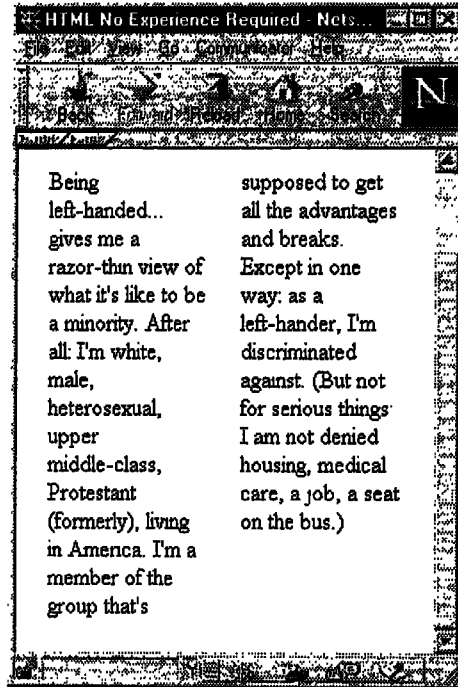 HTML No Experience Required - Nets...
File Edit View Go Communicator Help
Back Forward Reload Home Search
N
Being
left-handed...
gives me a
razor-thin view of
what it's like to be
a minority. After
all: I'm white,
male,
heterosexual,
upper
middle-class,
Protestant
(formerly), living
in America. I'm a
member of the
group that's
supposed to get
all the advantages
and breaks.
Except in one
way: as a
left-hander, I'm
discriminated
against. (But not
for serious things:
I am not denied
housing, medical
care, a job, a seat
on the bus.)